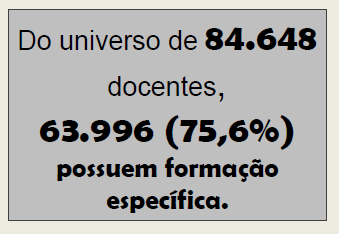 Do universo de 84.648
docentes,
63.996 (75,6%)
possuem formação
específica.